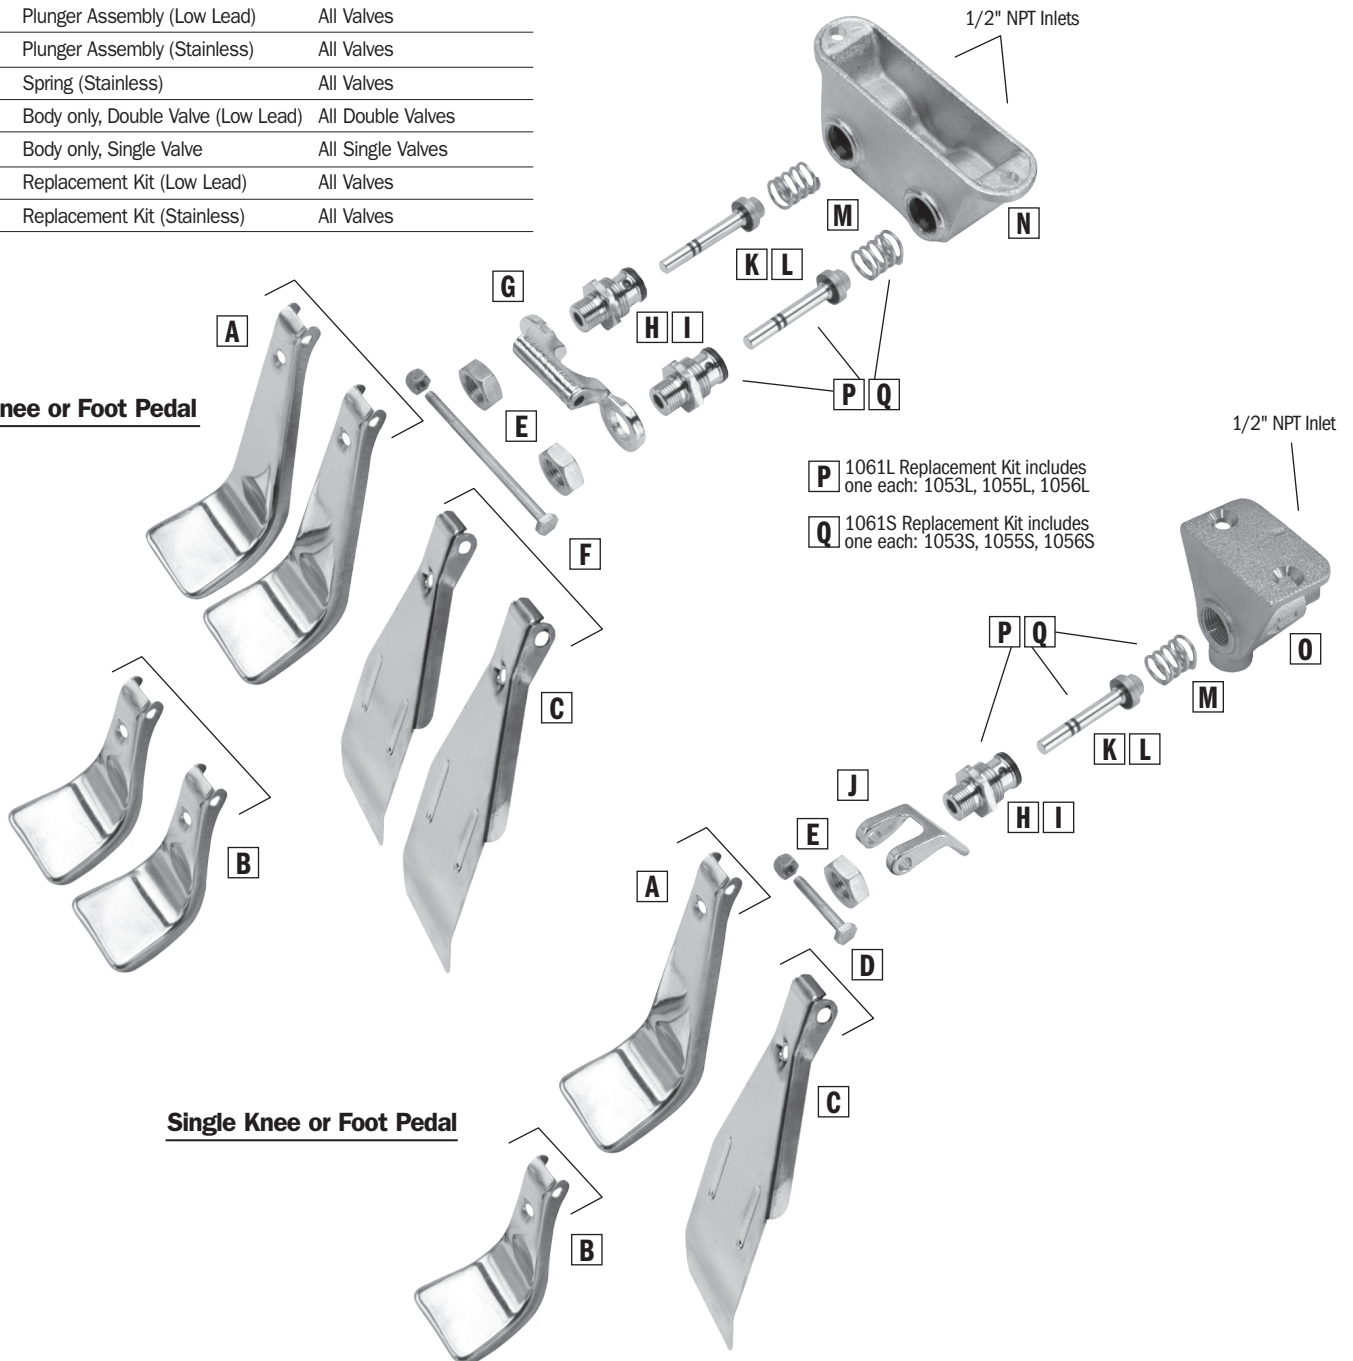 Plunger Assembly (Low Lead) All Valves
Plunger Assembly (Stainless) All Valves
Spring (Stainless) All Valves
Body only, Double Valve (Low Lead) All Double Valves
Body only, Single Valve All Single Valves
Replacement Kit (Low Lead) All Valves
Replacement Kit (Stainless) All Valves
1/2" NPT Inlets
M
N
K L
G
H I
A
P Q
E
nee or Foot Pedal
1/2" NPT Inlet
P 1061L Replacement Kit includes
one each: 1053L, 1055L, 1056L
Q 1061S Replacement Kit includes
one each: 1053S, 1055S, 1056S
F
C
B
P Q
O
M
K L
J
H I
E
A
D
C
Single Knee or Foot Pedal
B